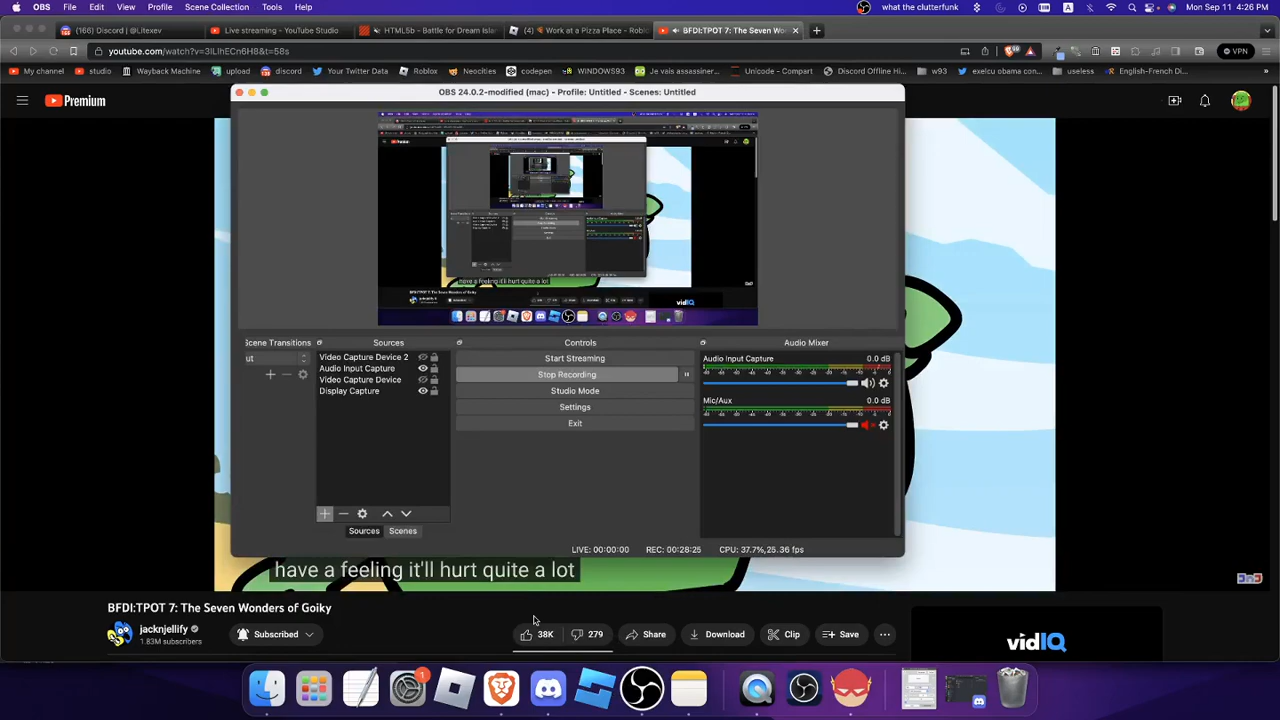 OBS File Edit View Profile Scene Collection Tools Help what the clutterfunk A Mon Sep 11 4:26 PM
(166) Discord | @Litexev
Live streaming - YouTube Studio
HTML5b - Battle for Dream Islan
(4) Work at a Pizza Place - Robl
BFDI:TPOT 7: The Seven Wo
youtube.com/watch?v=3ILIhECn6H8&t=58s VPN
My channel studio Wayback Machine upload discord Your Twitter Data Roblox Neocities codepen WINDOWS93 Je vais assassiner... Unicode - Compart Discord Offline Hi... w93 exelcu obama con... useless English-French Di...
Premium
OBS 24.0.2-modified (mac) - Profile: Untitled - Scenes: Untitled
Scene Transitions
Sources
Controls
Audio Mixer
ut
Video Capture Device 2
Audio Input Capture
Video Capture Device
Display Capture
Start Streaming
Stop Recording
Studio Mode
Settings
Exit
Audio Input Capture 0.0 dB
Mic/Aux 0.0 dB
Sources Scenes
LIVE: 00:00:00 REC: 00:28:25 CPU: 37.7%,25.36 fps
have a feeling it'll hurt quite a lot
BFDI:TPOT 7: The Seven Wonders of Goiky
jacknjellify
1.83M subscribers
Subscribed
38K 279 Share Download Clip Save
vidIQ
1